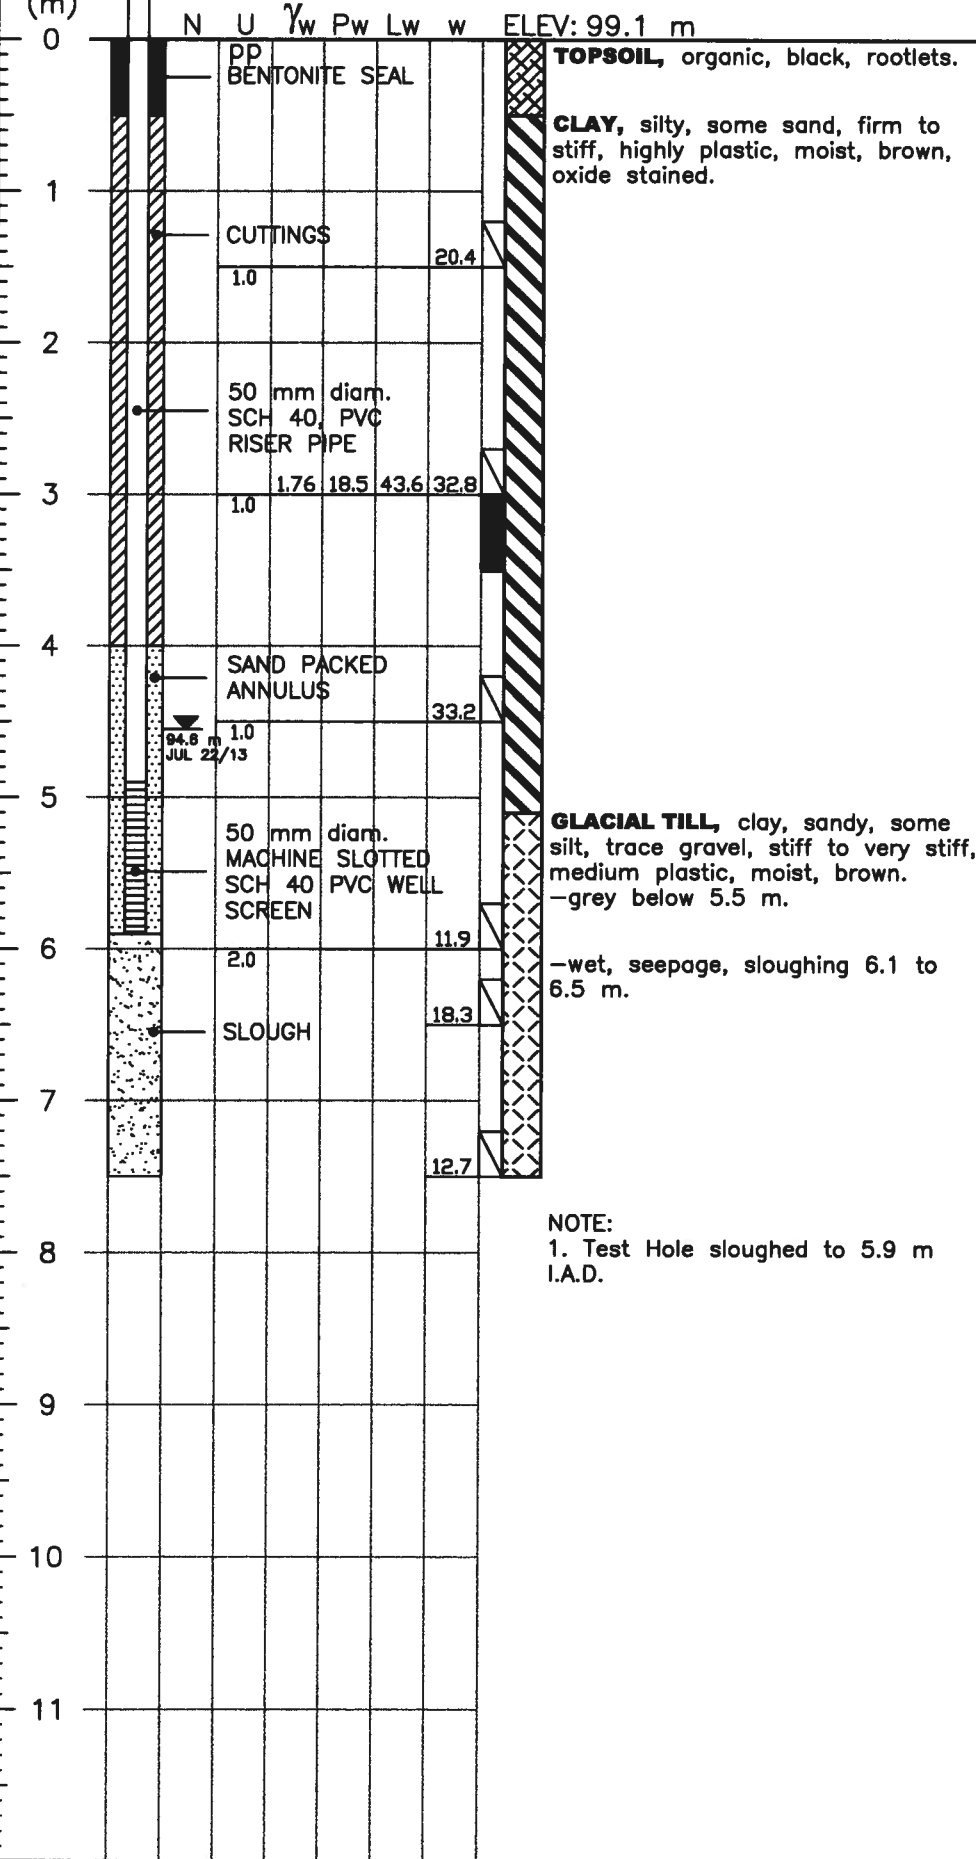 (m)
N U γw Pw Lw w ELEV: 99.1 m
0
PP
BENTONITE SEAL
TOPSOIL, organic, black, rootlets.
CLAY, silty, some sand, firm to
stiff, highly plastic, moist, brown,
oxide stained.
1
CUTTINGS
20.4
1.0
2
50 mm diam.
SCH 40, PVC
RISER PIPE
1.76 18.5 43.6 32.8
3
1.0
4
SAND PACKED
ANNULUS
33.2
94.6 m
JUL 22/13
1.0
5
50 mm diam.
MACHINE SLOTTED
SCH 40 PVC WELL
SCREEN
GLACIAL TILL, clay, sandy, some
silt, trace gravel, stiff to very stiff,
medium plastic, moist, brown.
-grey below 5.5 m.
11.9
6
2.0
-wet, seepage, sloughing 6.1 to
6.5 m.
18.3
SLOUGH
7
12.7
NOTE:
1. Test Hole sloughed to 5.9 m
I.A.D.
8
9
10
11